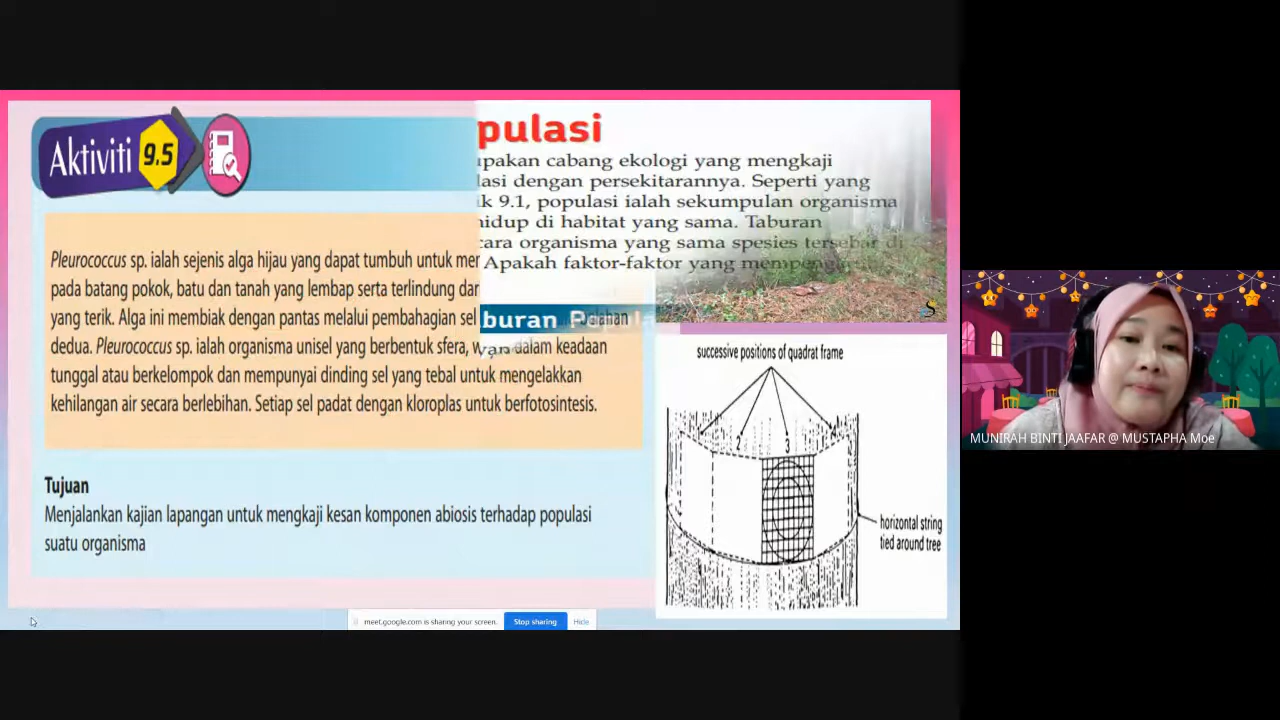 Aktiviti 9.5
Pleurococcus sp. ialah sejenis alga hijau yang dapat tumbuh untuk
pada batang pokok, batu dan tanah yang lembap serta terlindung
yang terik. Alga ini membiak dengan pantas melalui pembahagian sel
dedua. Pleurococcus sp. ialah organisma unisel yang berbentuk sfera, dalam keadaan
tunggal atau berkelompok dan mempunyai dinding sel yang tebal untuk mengelakkan
kehilangan air secara berlebihan. Setiap sel padat dengan kloroplas untuk berfotosintesis.
Tujuan
Menjalankan kajian lapangan untuk mengkaji kesan komponen abiosis terhadap populasi
suatu organisma
pulasi
upakan cabang ekologi yang mengkaji
lasi dengan persekitarannya. Seperti yang
ik 9.1, populasi ialah sekumpulan organisma
hidup di habitat yang sama. Taburan
cara organisma yang sama spesies tersebar di
Apakah faktor-faktor yang
buran
successive positions of quadrat frame
2
3
horizontal string
tied around tree
meet.google.com is sharing your screen.
Stop sharing
Hide
MUNIRAH BINTI JAAFAR @ MUSTAPHA Moe